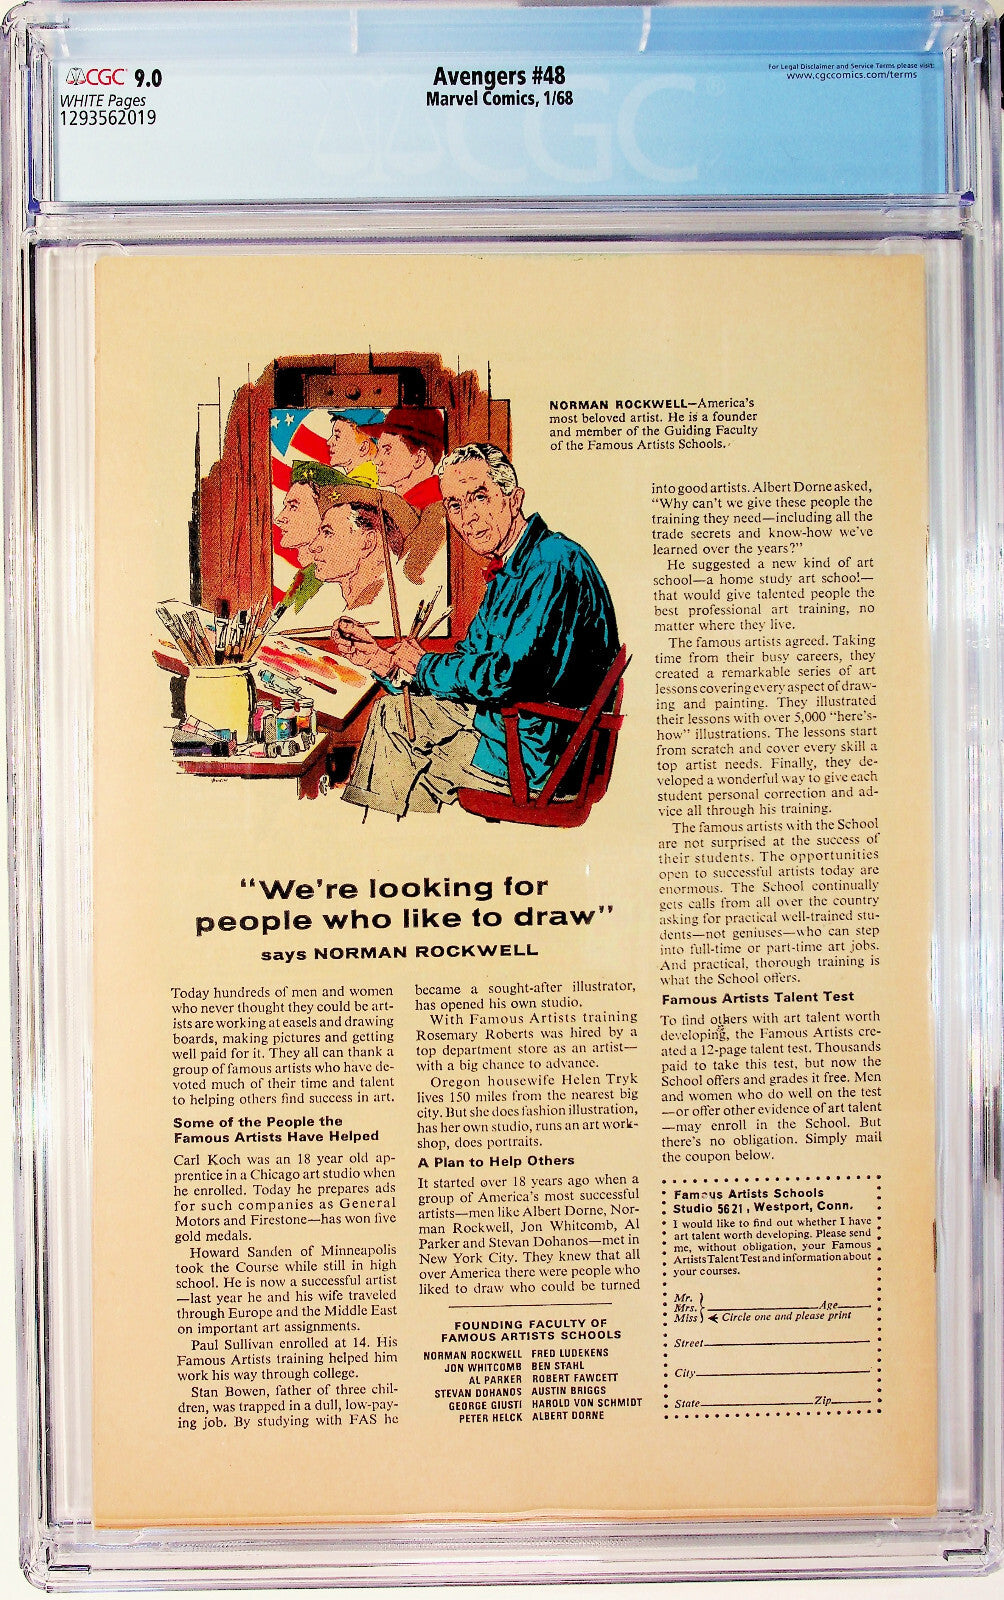 CGC 9.0
WHITE Pages
1293562019
Avengers #48
Marvel Comics, 1/68
For Legal Disclaimer and Service Terms please visit:
www.cgccomics.com/terms
CGC
NORMAN ROCKWELL—America's
most beloved artist. He is a founder
and member of the Guiding Faculty
of the Famous Artists Schools.
"We're looking for
people who like to draw"
says NORMAN ROCKWELL
Today hundreds of men and women
who never thought they could be art-
ists are working at easels and drawing
boards, making pictures and getting
well paid for it. They all can thank a
group of famous artists who have de-
voted much of their time and talent
to helping others find success in art.
Some of the People the
Famous Artists Have Helped
Carl Koch was an 18 year old ap-
prentice in a Chicago art studio when
he enrolled. Today he prepares ads
for such companies as General
Motors and Firestone—has won five
gold medals.
Howard Sanden of Minneapolis
took the Course while still in high
school. He is now a successful artist
—last year he and his wife traveled
through Europe and the Middle East
on important art assignments.
Paul Sullivan enrolled at 14. His
Famous Artists training helped him
work his way through college.
Stan Bowen, father of three chil-
dren, was trapped in a dull, low-pay-
ing job. By studying with FAS he
became a sought-after illustrator,
has opened his own studio.
With Famous Artists training
Rosemary Roberts was hired by a
top department store as an artist—
with a big chance to advance.
Oregon housewife Helen Tryk
lives 150 miles from the nearest big
city. But she does fashion illustration,
has her own studio, runs an art work-
shop, does portraits.
A Plan to Help Others
It started over 18 years ago when a
group of America's most successful
artists—men like Albert Dorne, Nor-
man Rockwell, Jon Whitcomb, Al
Parker and Stevan Dohanos—met in
New York City. They knew that all
over America there were people who
liked to draw who could be turned
FOUNDING FACULTY OF
FAMOUS ARTISTS SCHOOLS
NORMAN ROCKWELL FRED LUDEKENS
JON WHITCOMB BEN STAHL
AL PARKER ROBERT FAWCETT
STEVAN DOHANOS AUSTIN BRIGGS
GEORGE GIUSTI HAROLD VON SCHMIDT
PETER HELCK ALBERT DORNE
into good artists. Albert Dorne asked,
"Why can't we give these people the
training they need—including all the
trade secrets and know-how we've
learned over the years?"
He suggested a new kind of art
school—a home study art school—
that would give talented people the
best professional art training, no
matter where they live.
The famous artists agreed. Taking
time from their busy careers, they
created a remarkable series of art
lessons covering every aspect of draw-
ing and painting. They illustrated
their lessons with over 5,000 "here's-
how" illustrations. The lessons start
from scratch and cover every skill a
top artist needs. Finally, they de-
veloped a wonderful way to give each
student personal correction and ad-
vice all through his training.
The famous artists with the School
are not surprised at the success of
their students. The opportunities
open to successful artists today are
enormous. The School continually
gets calls from all over the country
asking for practical well-trained stu-
dents—not geniuses—who can step
into full-time or part-time art jobs.
And practical, thorough training is
what the School offers.
Famous Artists Talent Test
To find others with art talent worth
developing, the Famous Artists cre-
ated a 12-page talent test. Thousands
paid to take this test, but now the
School offers and grades it free. Men
and women who do well on the test
—or offer other evidence of art talent
—may enroll in the School. But
there's no obligation. Simply mail
the coupon below.
Famous Artists Schools
Studio 5621, Westport, Conn.
I would like to find out whether I have
art talent worth developing. Please send
me, without obligation, your Famous
Artists Talent Test and information about
your courses.
Mr.
Mrs. Age
Miss Circle one and please print
Street
City
State Zip